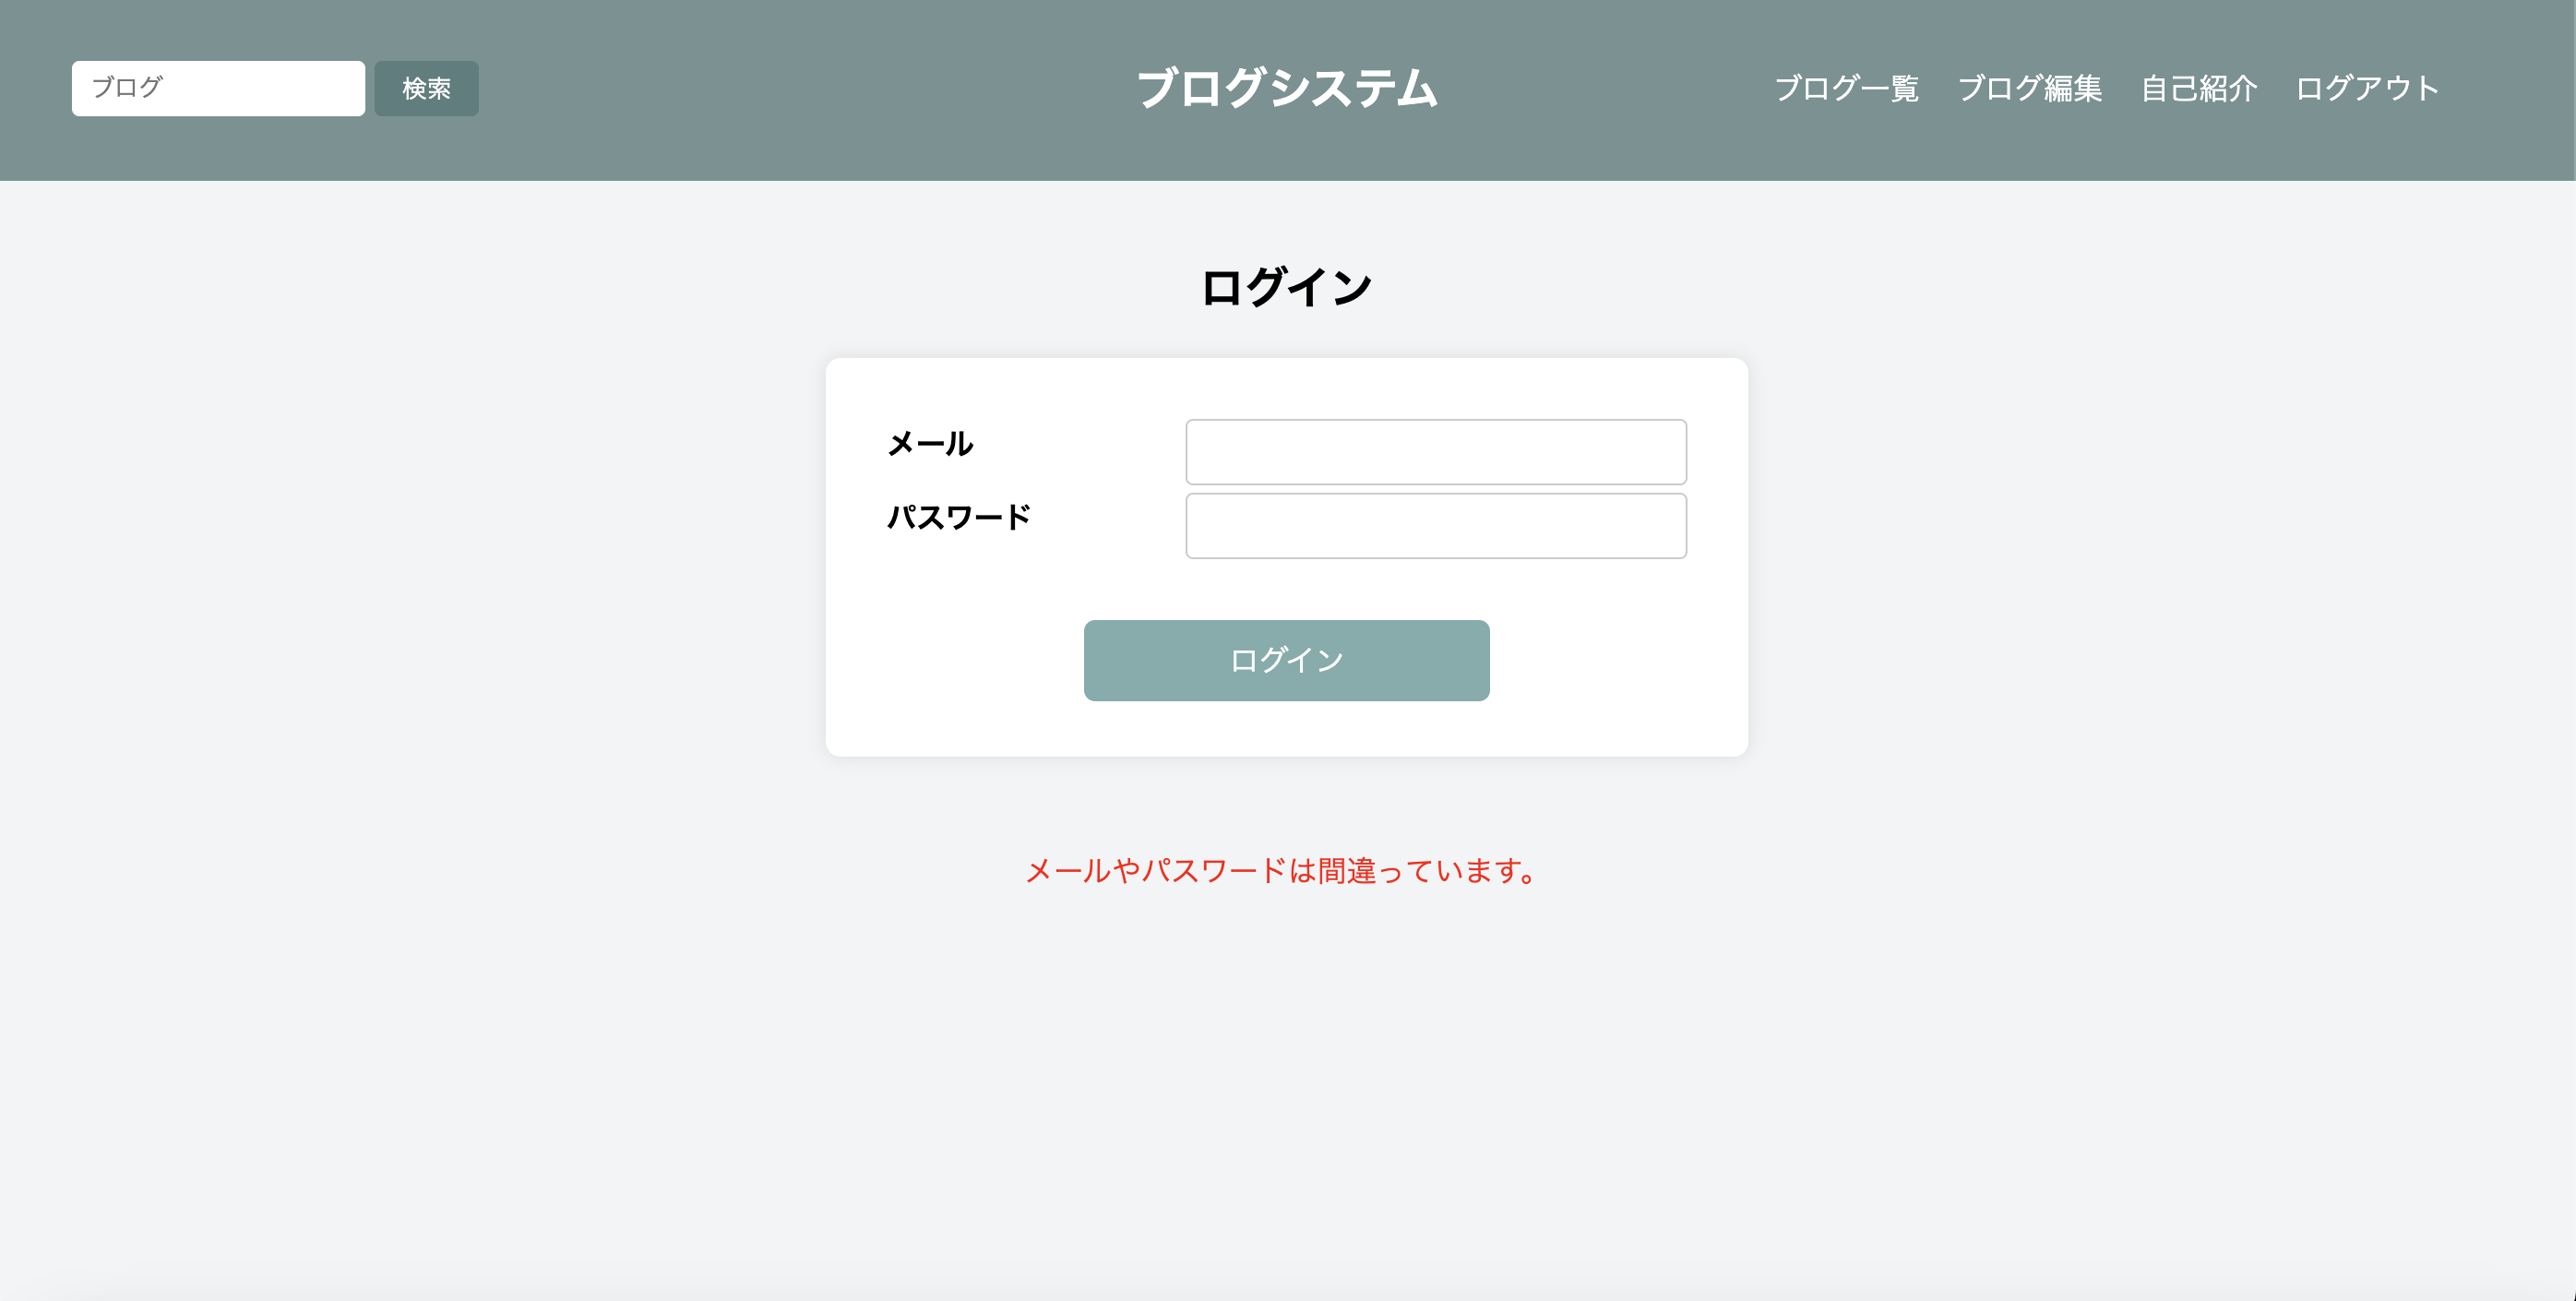 ブログ 検索 ブログシステム ブログ一覧 ブログ編集 自己紹介 ログアウト
ログイン
メール
パスワード
ログイン
メールやパスワードは間違っています。